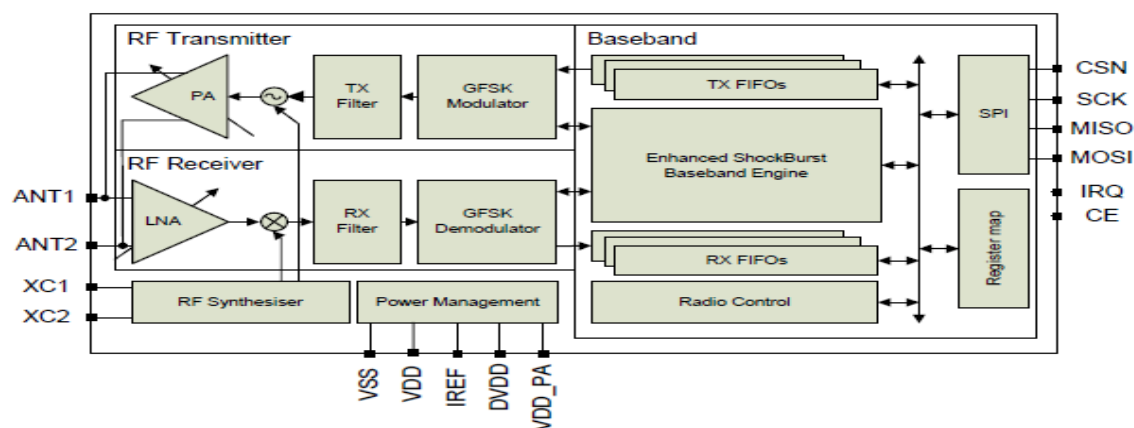 RF Transmitter
Baseband
PA
TX
Filter
GFSK
Modulator
TX FIFOs
SPI
CSN
SCK
MISO
MOSI
IRQ
CE
Enhanced ShockBurst
Baseband Engine
RF Receiver
ANT1
ANT2
LNA
RX
Filter
GFSK
Demodulator
RX FIFOs
Register map
XC1
XC2
RF Synthesiser
Power Management
Radio Control
VSS
VDD
IREF
DVDD
VDD_PA